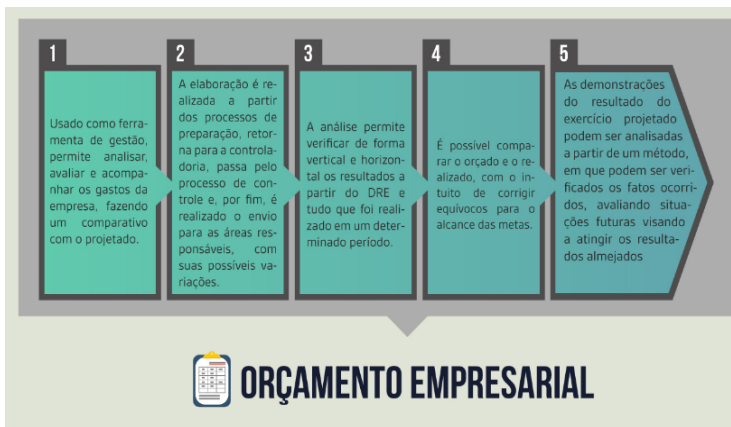 1
Usado como ferra-
menta de gestão,
permite analisar,
avaliar e acompa-
nhar os gastos da
empresa, fazendo
um comparativo
com o projetado.
2
A elaboração é re-
alizada a partir
dos processos de
preparação, retor-
na para a controla-
doria, passa pelo
processo de con-
trole e, por fim, é
realizado o envio
para as áreas res-
ponsáveis, com
suas possíveis va-
riações.
3
A análise permite
verificar de forma
vertical e horizon-
tal os resultados a
partir do DRE e
tudo que foi reali-
zado em um deter-
minado período.
4
É possível compa-
rar o orçado e o re-
alizado, com o in-
tuito de corrigir
equívocos para o
alcance das metas.
5
As demonstrações
do resultado do
exercício projetado
podem ser analisadas
a partir de um método,
em que podem ser veri-
ficados os fatos ocorri-
dos, avaliando situa-
ções futuras visando
a atingir os resulta-
dos almejados
ORÇAMENTO EMPRESARIAL